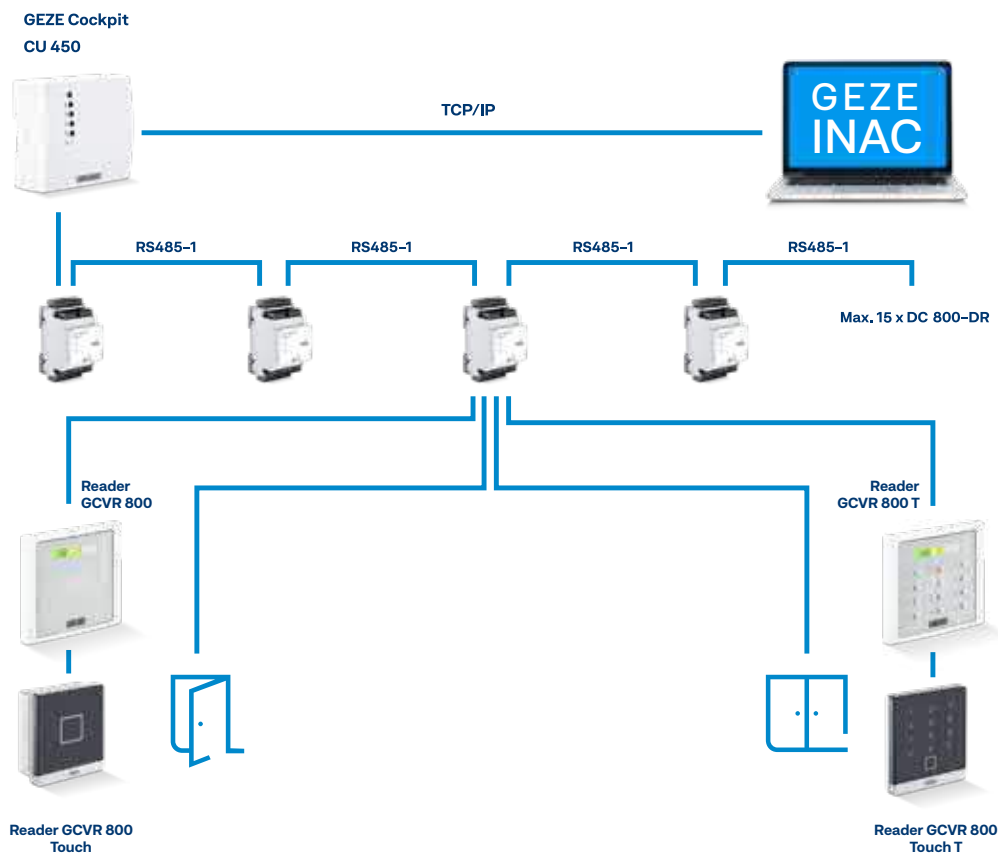 GEZE Cockpit
CU 450
TCP/IP
GEZE
INAC
RS485-1
RS485-1
RS485-1
RS485-1
Max. 15 x DC 800-DR
Reader
GCVR 800
Reader
GCVR 800 T
Reader GCVR 800
Touch
Reader GCVR 800
Touch T